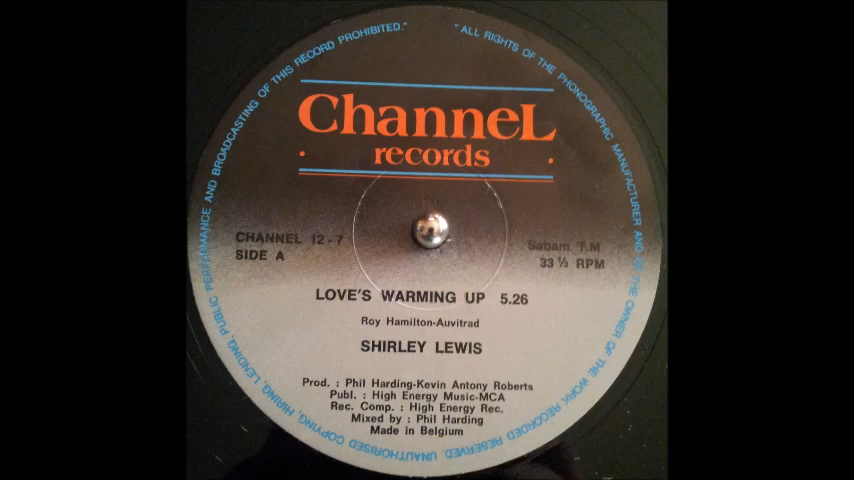 "ALL RIGHTS OF THE PHONOGRAPHIC MANUFACTURER AND OF THE OWNER OF THE WORK RECORDED RESERVED. UNAUTHORISED COPYING, HIRING, LENDING, PUBLIC PERFORMANCE AND BROADCASTING OF THIS RECORD PROHIBITED."
ChanneL
records
CHANNEL 12-7
SIDE A
Sabam T.M
33 ⅓ RPM
LOVE'S WARMING UP 5.26
Roy Hamilton-Auvitrad
SHIRLEY LEWIS
Prod. : Phil Harding-Kevin Antony Roberts
Publ. : High Energy Music-MCA
Rec. Comp. : High Energy Rec.
Mixed by : Phil Harding
Made in Belgium